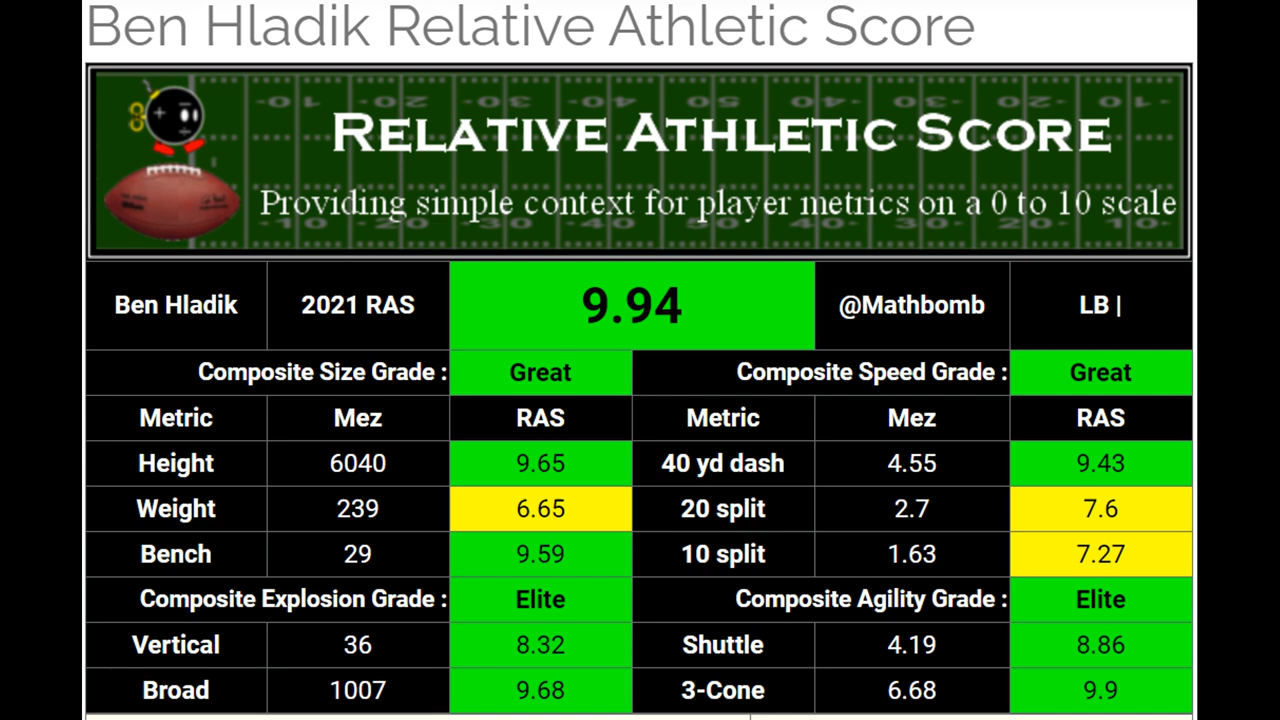 Ben Hladik Relative Athletic Score
RELATIVE ATHLETIC SCORE
Providing simple context for player metrics on a 0 to 10 scale
Ben Hladik 2021 RAS 9.94 @Mathbomb LB |
Composite Size Grade : Great Composite Speed Grade : Great
Metric Mez RAS Metric Mez RAS
Height 6040 9.65 40 yd dash 4.55 9.43
Weight 239 6.65 20 split 2.7 7.6
Bench 29 9.59 10 split 1.63 7.27
Composite Explosion Grade : Elite Composite Agility Grade : Elite
Vertical 36 8.32 Shuttle 4.19 8.86
Broad 1007 9.68 3-Cone 6.68 9.9